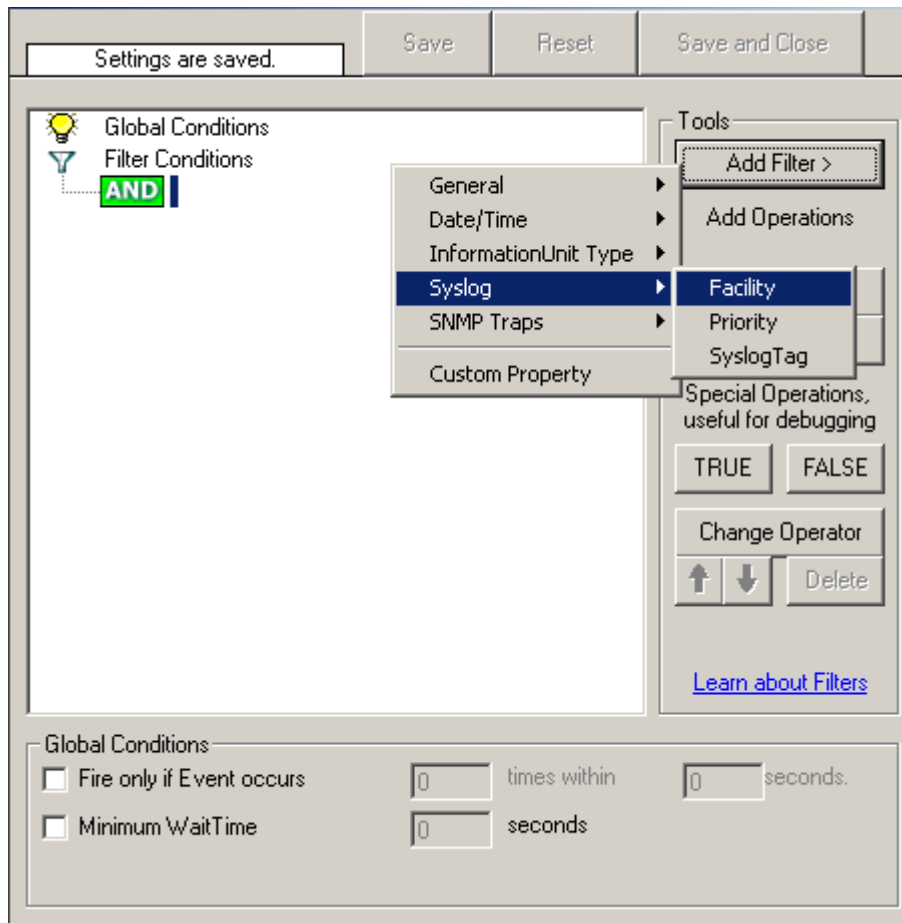 Settings are saved.
Save
Reset
Save and Close
Global Conditions
Filter Conditions
AND
General
Date/Time
InformationUnit Type
Syslog
SNMP Traps
Custom Property
Facility
Priority
SyslogTag
Tools
Add Filter >
Add Operations
Special Operations,
useful for debugging
TRUE
FALSE
Change Operator
Delete
Learn about Filters
Global Conditions
Fire only if Event occurs
0
times within
0
seconds.
Minimum WaitTime
0
seconds